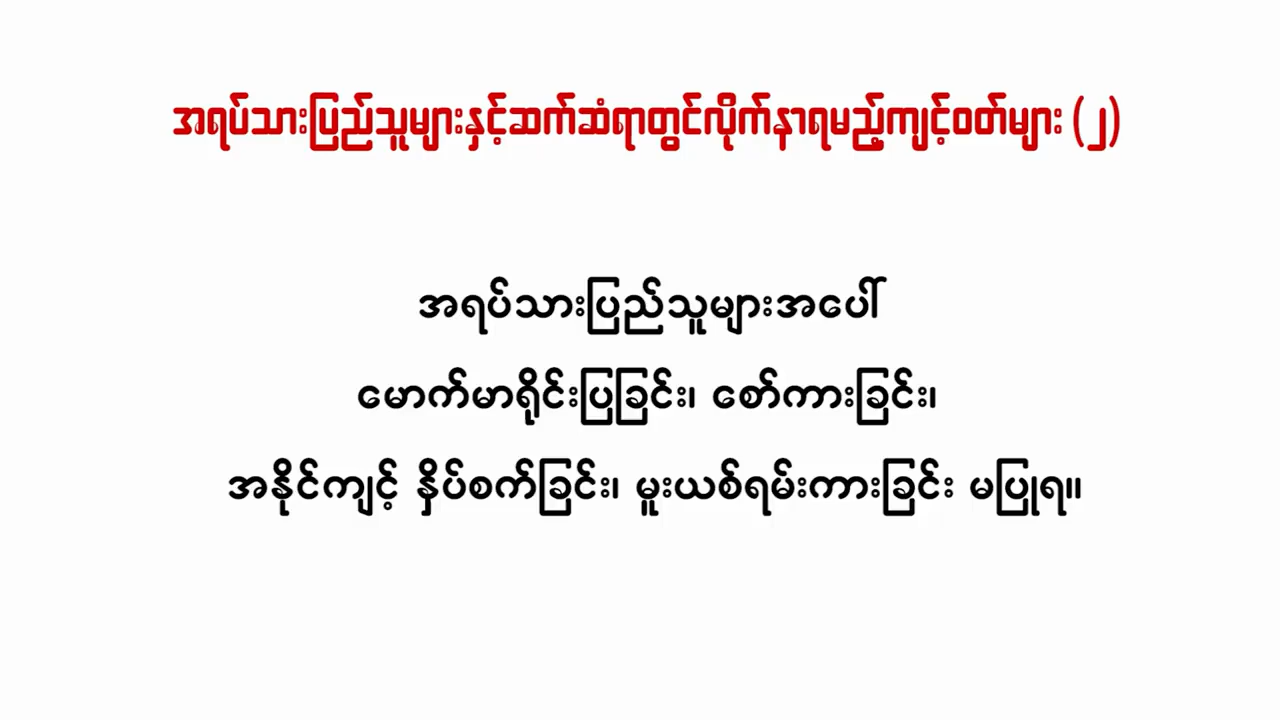 အရပ်သားပြည်သူများနှင့်ဆက်ဆံရာတွင်လိုက်နာရမည့်ကျင့်ဝတ်များ (၂)
အရပ်သားပြည်သူများအပေါ်
မောက်မာရိုင်းပြခြင်း၊ စော်ကားခြင်း၊
အနိုင်ကျင့် နှိပ်စက်ခြင်း၊ မူးယစ်ရမ်းကားခြင်း မပြုရ။